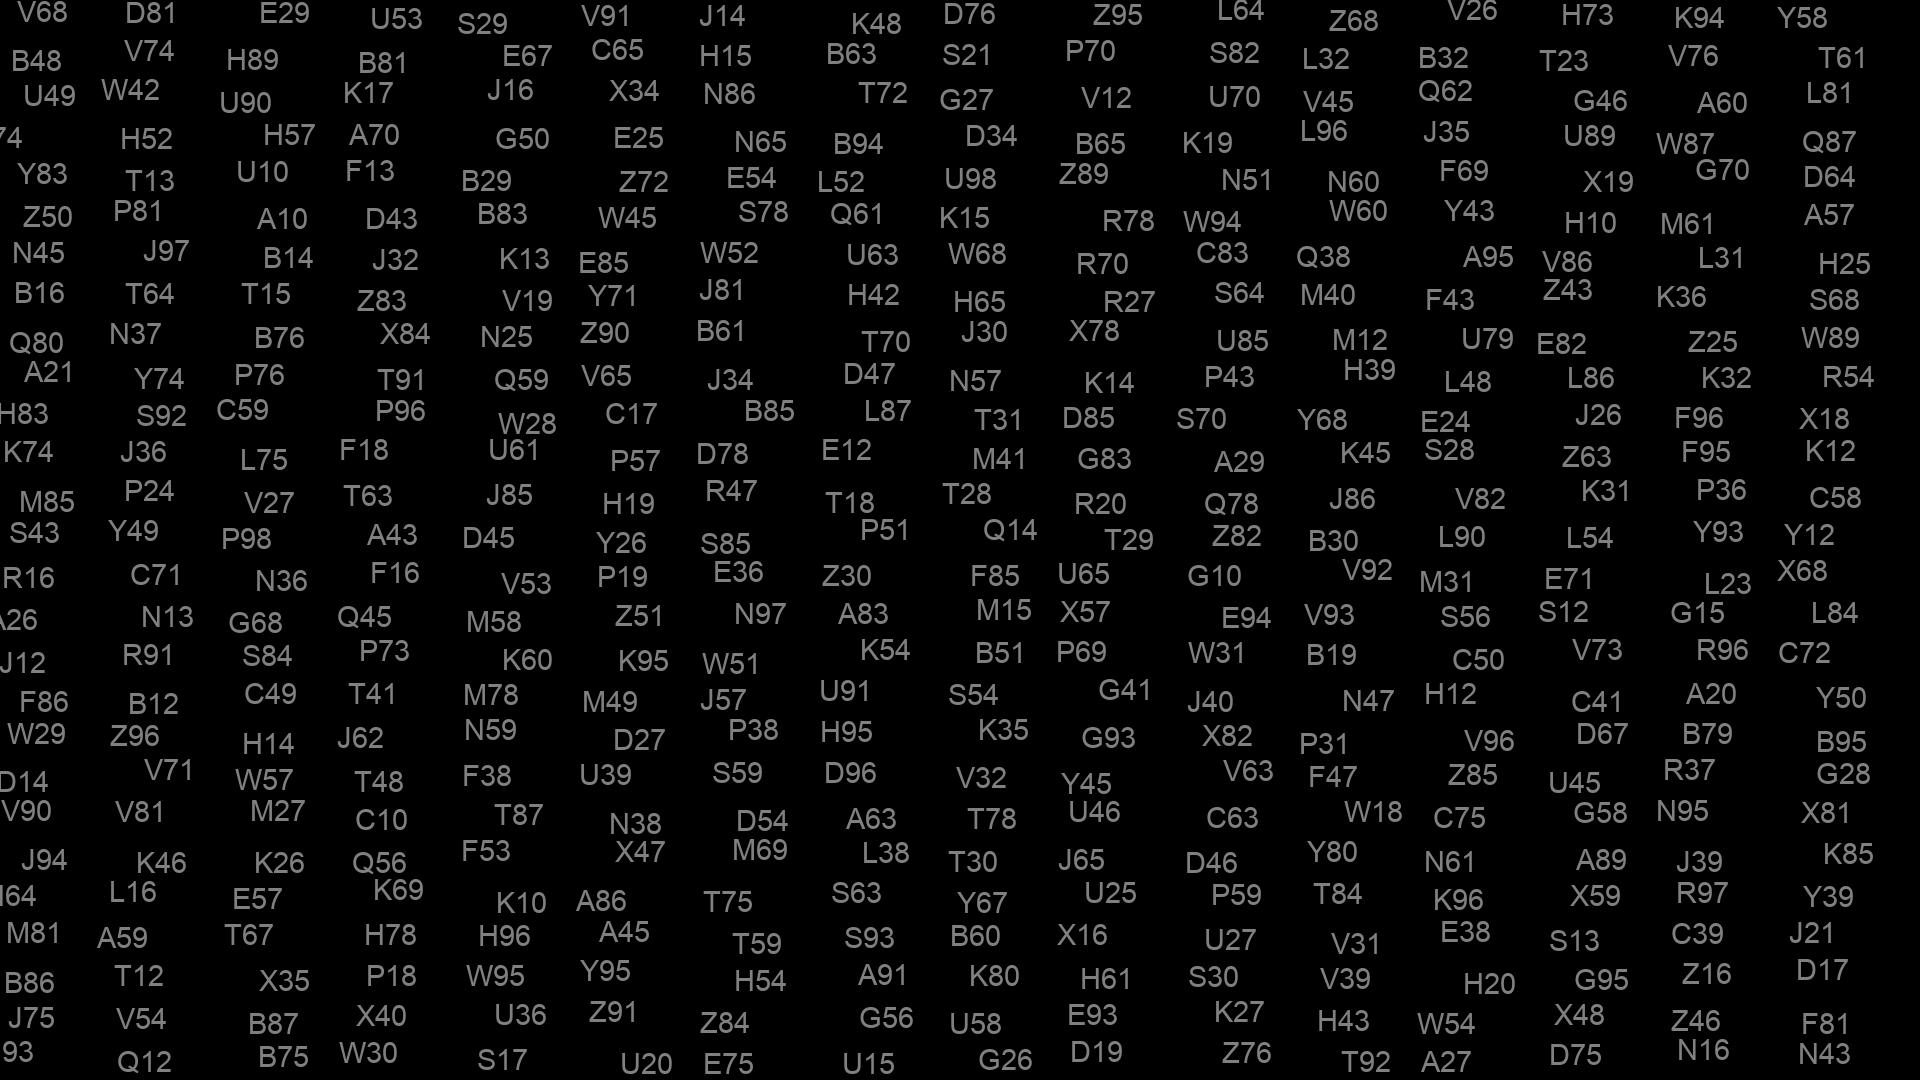 V68 D81 E29 U53 S29 V91 J14 K48 D76 Z95 L64 Z68 V26 H73 K94 Y58
B48 V74 H89 B81 E67 C65 H15 B63 S21 P70 S82 L32 B32 T23 V76 T61
U49 W42 U90 K17 J16 X34 N86 T72 G27 V12 U70 V45 Q62 G46 A60 L81
74 H52 H57 A70 G50 E25 N65 B94 D34 B65 K19 L96 J35 U89 W87 Q87
Y83 T13 U10 F13 B29 Z72 E54 L52 U98 Z89 N51 N60 F69 X19 G70 D64
Z50 P81 A10 D43 B83 W45 S78 Q61 K15 R78 W94 W60 Y43 H10 M61 A57
N45 J97 B14 J32 K13 E85 W52 U63 W68 R70 C83 Q38 A95 V86 L31 H25
B16 T64 T15 Z83 V19 Y71 J81 H42 H65 R27 S64 M40 F43 Z43 K36 S68
Q80 N37 B76 X84 N25 Z90 B61 T70 J30 X78 U85 M12 U79 E82 Z25 W89
A21 Y74 P76 T91 Q59 V65 J34 D47 N57 K14 P43 H39 L48 L86 K32 R54
H83 S92 C59 P96 W28 C17 B85 L87 T31 D85 S70 Y68 E24 J26 F96 X18
K74 J36 L75 F18 U61 P57 D78 E12 M41 G83 A29 K45 S28 Z63 F95 K12
M85 P24 V27 T63 J85 H19 R47 T18 T28 R20 Q78 J86 V82 K31 P36 C58
S43 Y49 P98 A43 D45 Y26 S85 P51 Q14 T29 Z82 B30 L90 L54 Y93 Y12
R16 C71 N36 F16 V53 P19 E36 Z30 F85 U65 G10 V92 M31 E71 L23 X68
A26 N13 G68 Q45 M58 Z51 N97 A83 M15 X57 E94 V93 S56 S12 G15 L84
J12 R91 S84 P73 K60 K95 W51 K54 B51 P69 W31 B19 C50 V73 R96 C72
F86 B12 C49 T41 M78 M49 J57 U91 S54 G41 J40 N47 H12 C41 A20 Y50
W29 Z96 H14 J62 N59 D27 P38 H95 K35 G93 X82 P31 V96 D67 B79 B95
D14 V71 W57 T48 F38 U39 S59 D96 V32 Y45 V63 F47 Z85 U45 R37 G28
V90 V81 M27 C10 T87 N38 D54 A63 T78 U46 C63 W18 C75 G58 N95 X81
J94 K46 K26 Q56 F53 X47 M69 L38 T30 J65 D46 Y80 N61 A89 J39 K85
64 L16 E57 K69 K10 A86 T75 S63 Y67 U25 P59 T84 K96 X59 R97 Y39
M81 A59 T67 H78 H96 A45 T59 S93 B60 X16 U27 V31 E38 S13 C39 J21
B86 T12 X35 P18 W95 Y95 H54 A91 K80 H61 S30 V39 H20 G95 Z16 D17
J75 V54 B87 X40 U36 Z91 Z84 G56 U58 E93 K27 H43 W54 X48 Z46 F81
93 Q12 B75 W30 S17 U20 E75 U15 G26 D19 Z76 T92 A27 D75 N16 N43